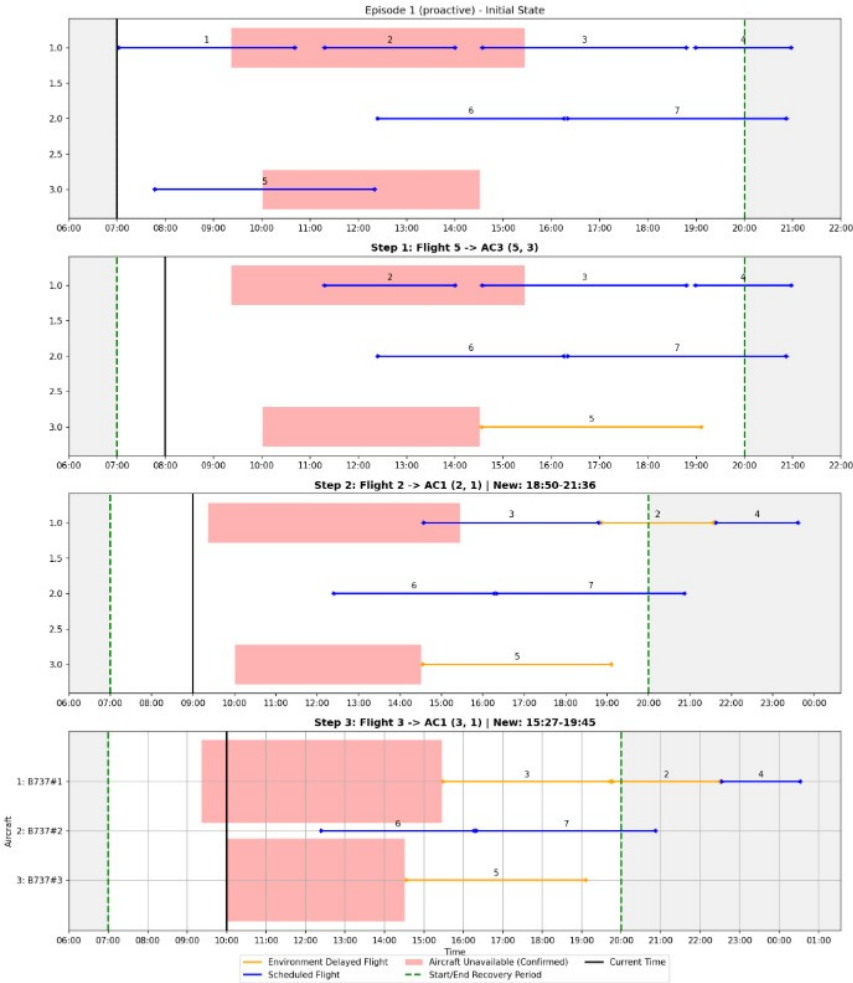 Episode 1 (proactive) - Initial State
1 2 3 4
1.0
1.5
6 7
2.0
2.5
5
3.0
06:00 07:00 08:00 09:00 10:00 11:00 12:00 13:00 14:00 15:00 16:00 17:00 18:00 19:00 20:00 21:00 22:00
Step 1: Flight 5 -> AC3 (5, 3)
2 3 4
1.0
1.5
6 7
2.0
2.5
5
3.0
06:00 07:00 08:00 09:00 10:00 11:00 12:00 13:00 14:00 15:00 16:00 17:00 18:00 19:00 20:00 21:00 22:00
Step 2: Flight 2 -> AC1 (2, 1) | New: 18:50-21:36
3 2 4
1.0
1.5
6 7
2.0
2.5
5
3.0
06:00 07:00 08:00 09:00 10:00 11:00 12:00 13:00 14:00 15:00 16:00 17:00 18:00 19:00 20:00 21:00 22:00 23:00 00:00
Step 3: Flight 3 -> AC1 (3, 1) | New: 15:27-19:45
3 2 4
1: B737#1
6 7
2: B737#2
5
3: B737#3
Aircraft
06:00 07:00 08:00 09:00 10:00 11:00 12:00 13:00 14:00 15:00 16:00 17:00 18:00 19:00 20:00 21:00 22:00 23:00 00:00 01:00
Time
Environment Delayed Flight Aircraft Unavailable (Confirmed) Current Time
Scheduled Flight Start/End Recovery Period